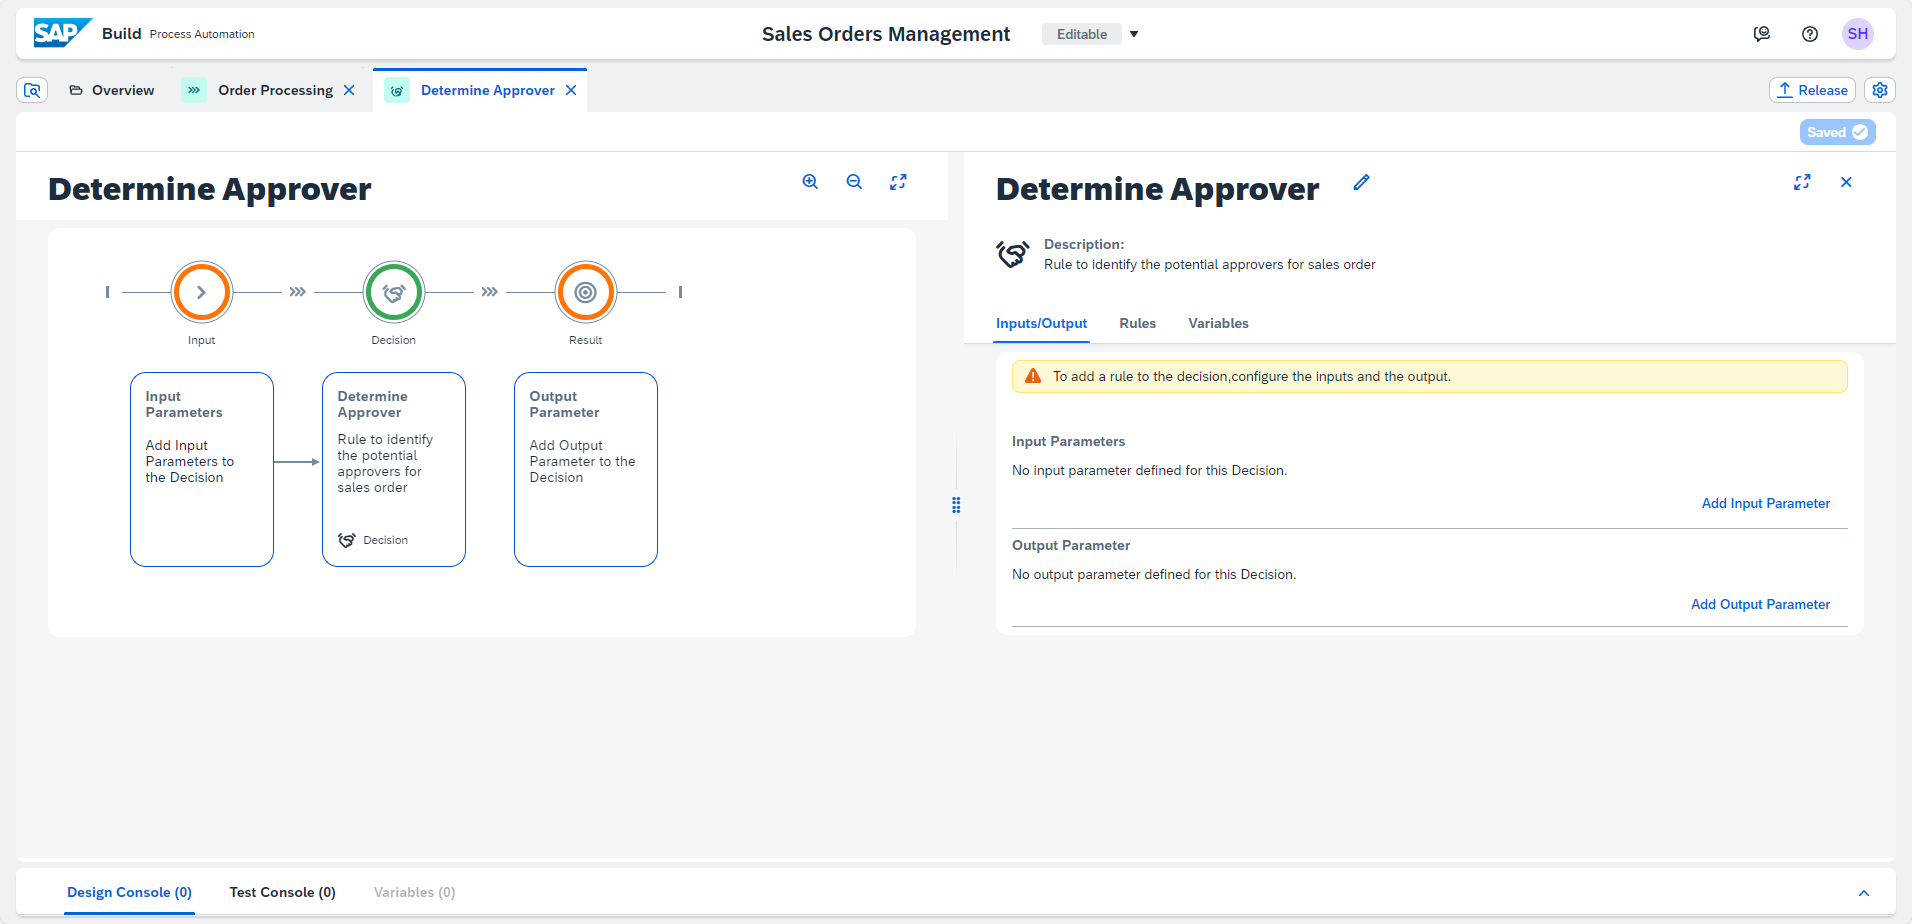 SAP Build Process Automation
Sales Orders Management
Editable
SH
Overview
Order Processing
Determine Approver
Release
Saved
Determine Approver
Input
Decision
Result
Input
Parameters
Add Input
Parameters to
the Decision
Determine
Approver
Rule to identify
the potential
approvers for
sales order
Decision
Output
Parameter
Add Output
Parameter to the
Decision
Determine Approver
Description:
Rule to identify the potential approvers for sales order
Inputs/Output
Rules
Variables
To add a rule to the decision,configure the inputs and the output.
Input Parameters
No input parameter defined for this Decision.
Add Input Parameter
Output Parameter
No output parameter defined for this Decision.
Add Output Parameter
Design Console (0)
Test Console (0)
Variables (0)